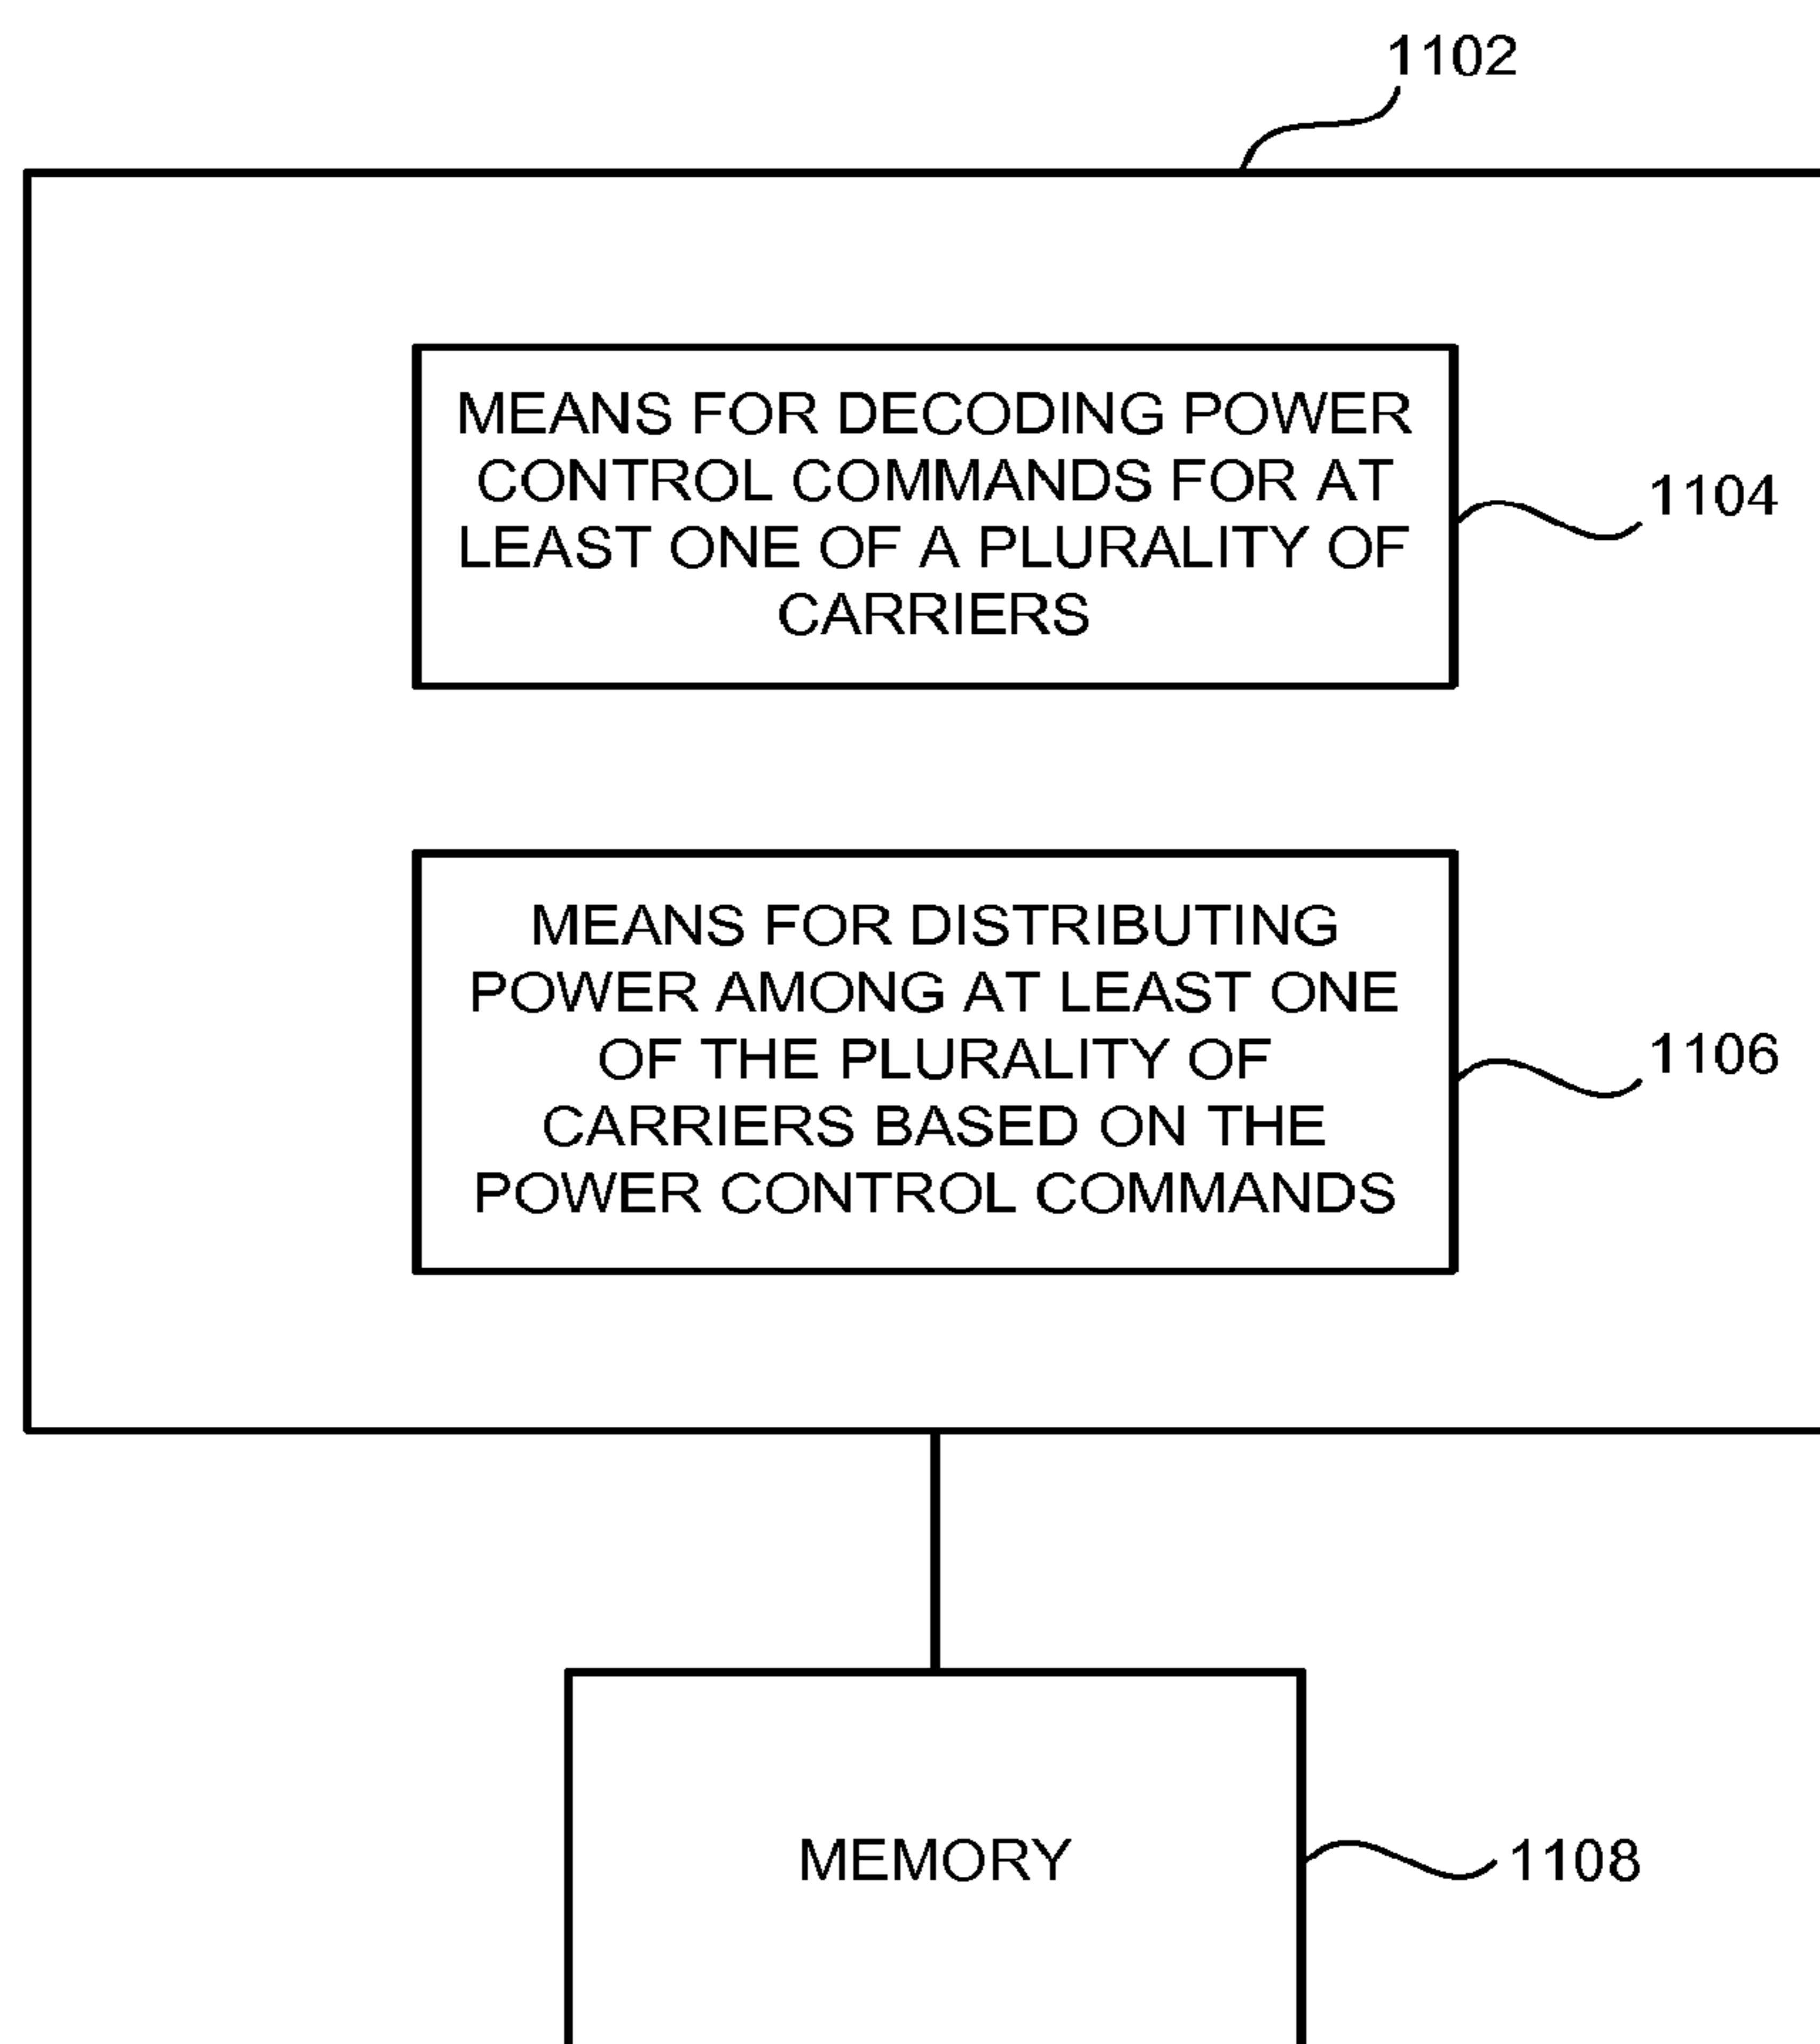 1102
MEANS FOR DECODING POWER
CONTROL COMMANDS FOR AT
LEAST ONE OF A PLURALITY OF
CARRIERS
1104
MEANS FOR DISTRIBUTING
POWER AMONG AT LEAST ONE
OF THE PLURALITY OF
CARRIERS BASED ON THE
POWER CONTROL COMMANDS
1106
MEMORY
1108